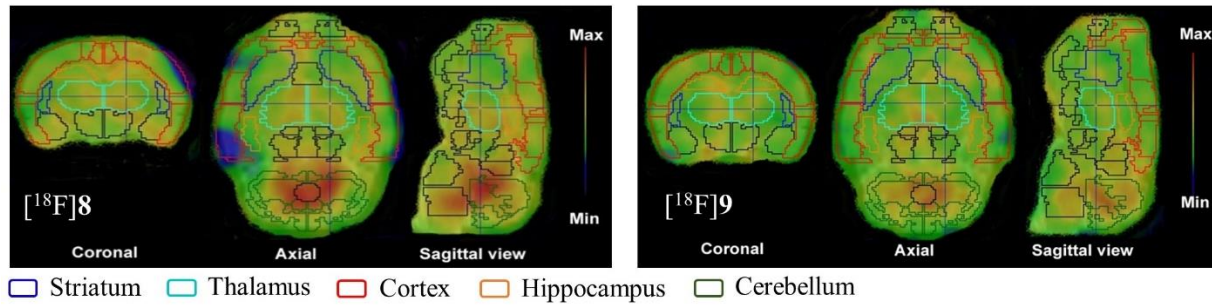 Max
[¹⁸F]8
Min
Coronal
Axial
Sagittal view
Max
[¹⁸F]9
Min
Coronal
Axial
Sagittal view
Striatum
Thalamus
Cortex
Hippocampus
Cerebellum